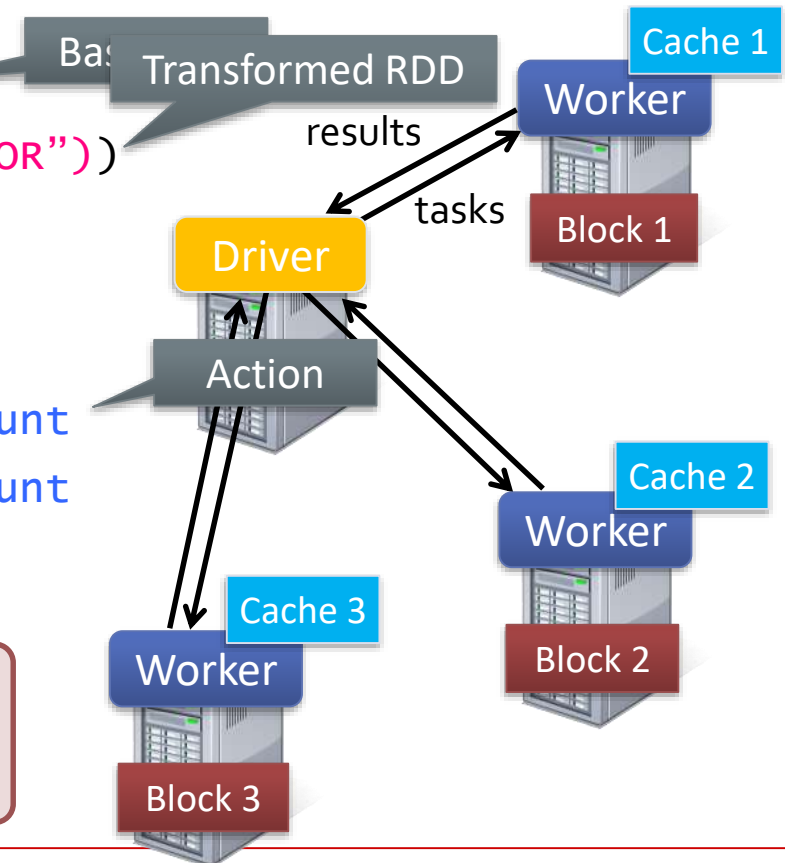 Bas
Transformed RDD
OR”))
results
tasks
Cache 1
Worker
Block 1
Driver
Action
unt
unt
Cache 2
Worker
Block 2
Cache 3
Worker
Block 3